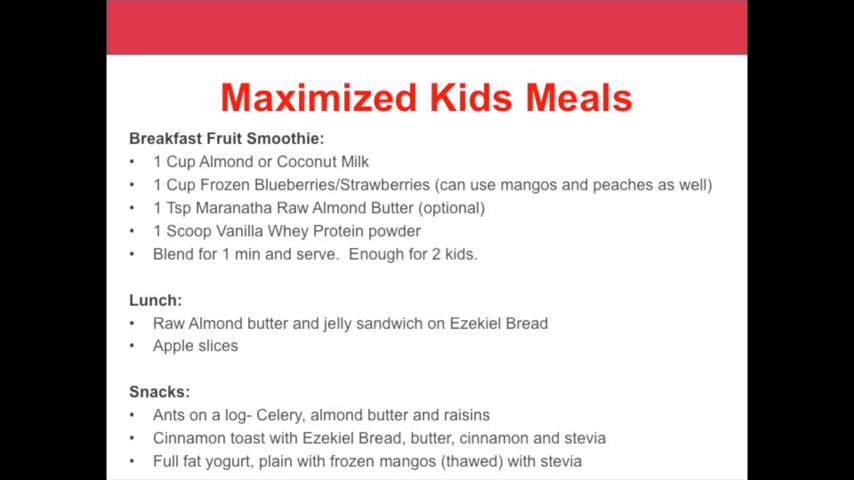 Maximized Kids Meals
Breakfast Fruit Smoothie:
• 1 Cup Almond or Coconut Milk
• 1 Cup Frozen Blueberries/Strawberries (can use mangos and peaches as well)
• 1 Tsp Maranatha Raw Almond Butter (optional)
• 1 Scoop Vanilla Whey Protein powder
• Blend for 1 min and serve.  Enough for 2 kids.
Lunch:
• Raw Almond butter and jelly sandwich on Ezekiel Bread
• Apple slices
Snacks:
• Ants on a log- Celery, almond butter and raisins
• Cinnamon toast with Ezekiel Bread, butter, cinnamon and stevia
• Full fat yogurt, plain with frozen mangos (thawed) with stevia